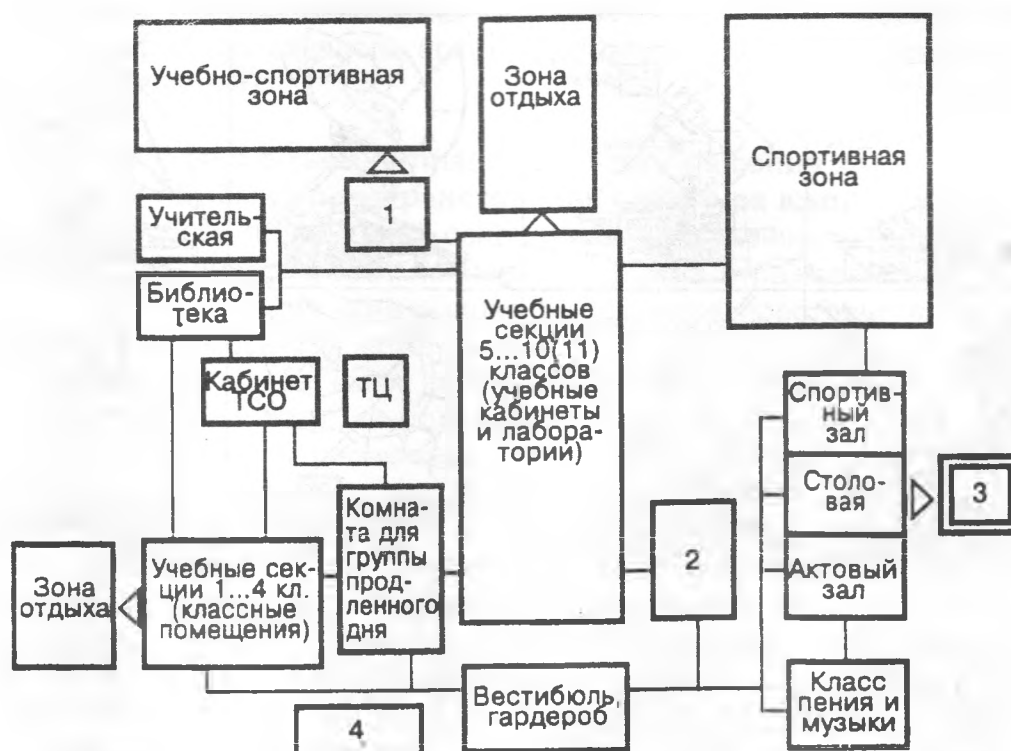 Учебно-спортивная
зона
Зона
отдыха
Спортивная
зона
1
Учитель-
ская
Библио-
тека
Кабинет
ТСО
ТЦ
Учебные
секции
5...10(11)
классов
(учебные
кабинеты
и лабора-
тории)
Спортив-
ный
зал
Столо-
вая
3
Актовый
зал
Класс
пения и
музыки
2
Комна-
та для
группы
прод-
ленного
дня
Учебные сек-
ции 1...4 кл.
(классные
помещения)
Зона
отдыха
Вестибюль,
гардероб
4